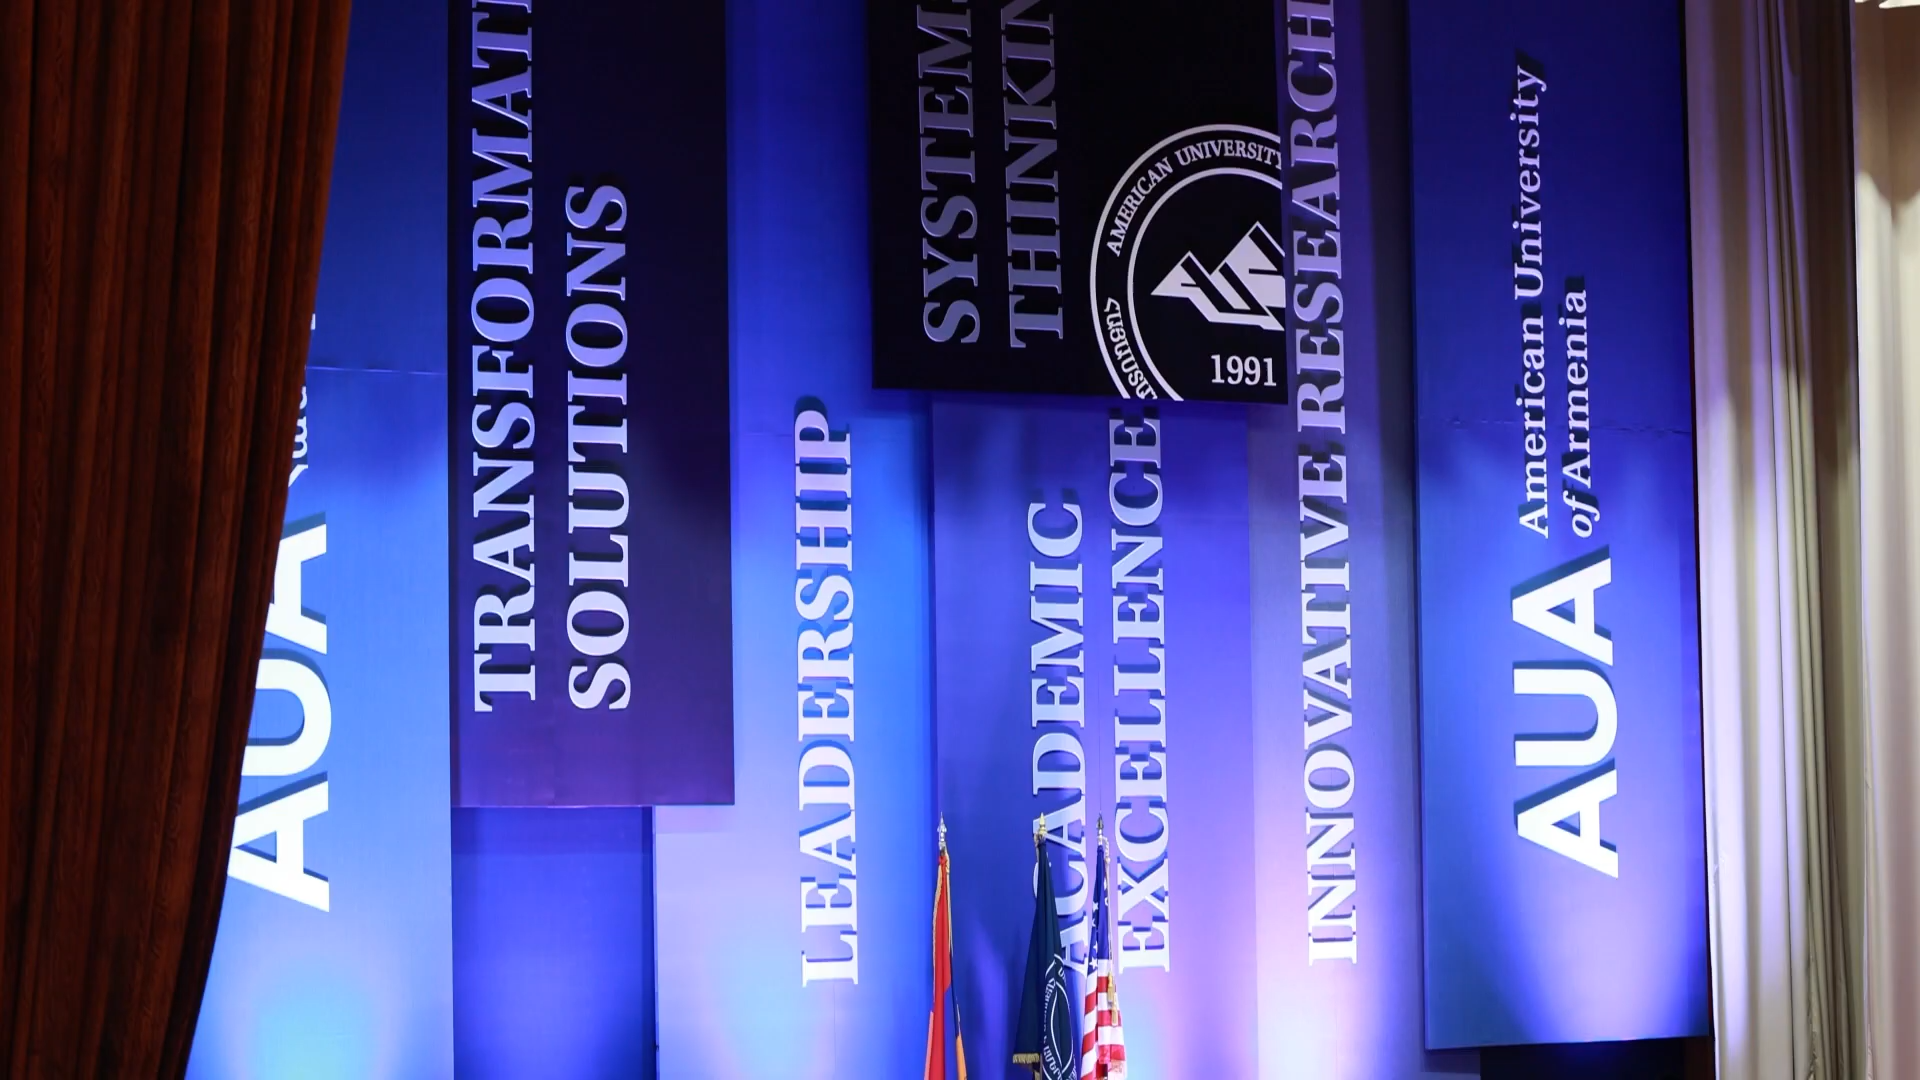 AUA
TRANSFORMATI
SOLUTIONS
LEADERSHIP
SYSTEM
THINKIN
AMERICAN UNIVERSITY
1991
ACADEMIC
EXCELLENCE
INNOVATIVE RESEARCH
AUA
American University
of Armenia